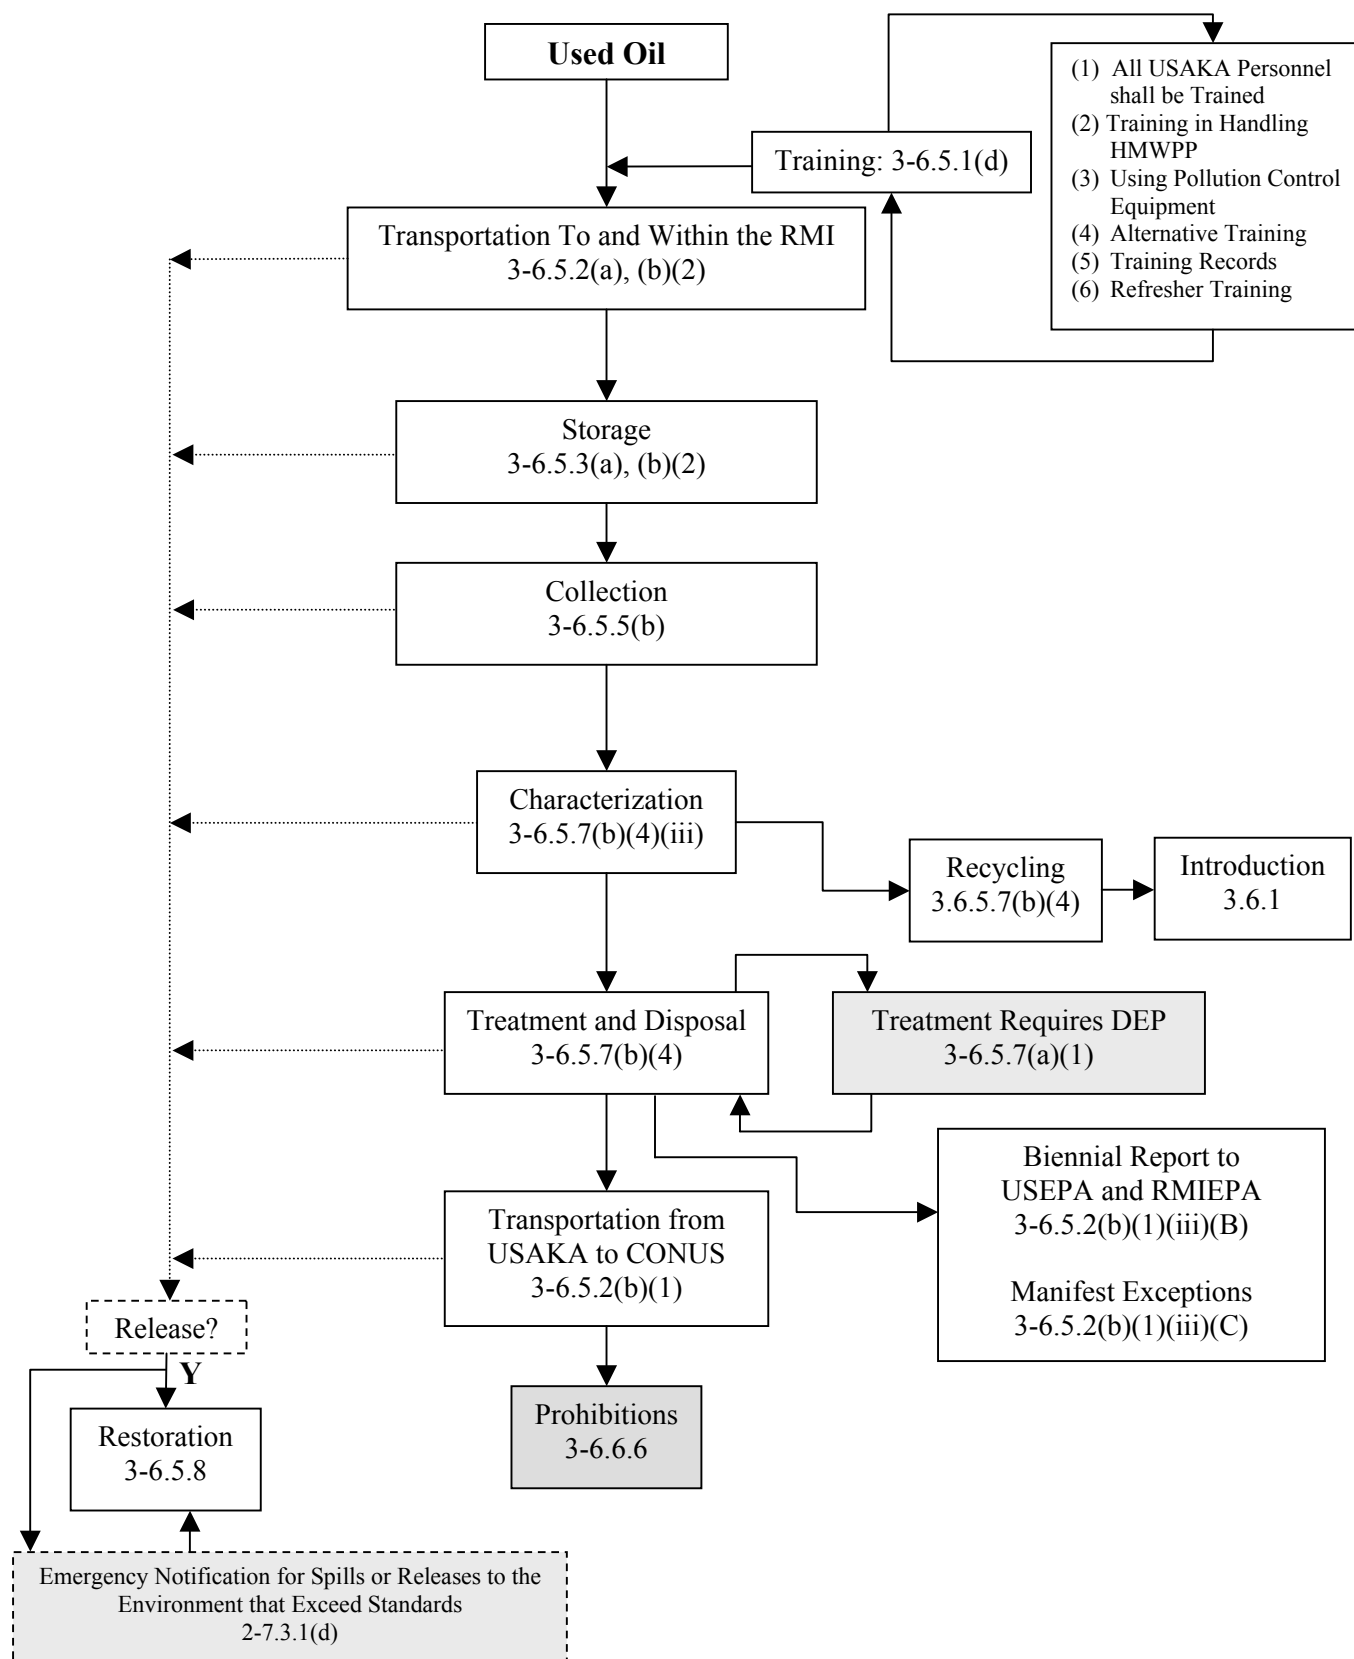 Used Oil
(1) All USAKA Personnel
shall be Trained
(2) Training in Handling
HMWPP
(3) Using Pollution Control
Equipment
(4) Alternative Training
(5) Training Records
(6) Refresher Training
Training: 3-6.5.1(d)
Transportation To and Within the RMI
3-6.5.2(a), (b)(2)
Storage
3-6.5.3(a), (b)(2)
Collection
3-6.5.5(b)
Characterization
3-6.5.7(b)(4)(iii)
Recycling
3.6.5.7(b)(4)
Introduction
3.6.1
Treatment and Disposal
3-6.5.7(b)(4)
Treatment Requires DEP
3-6.5.7(a)(1)
Biennial Report to
USEPA and RMIEPA
3-6.5.2(b)(1)(iii)(B)
Manifest Exceptions
3-6.5.2(b)(1)(iii)(C)
Transportation from
USAKA to CONUS
3-6.5.2(b)(1)
Release?
Y
Prohibitions
3-6.6.6
Restoration
3-6.5.8
Emergency Notification for Spills or Releases to the
Environment that Exceed Standards
2-7.3.1(d)